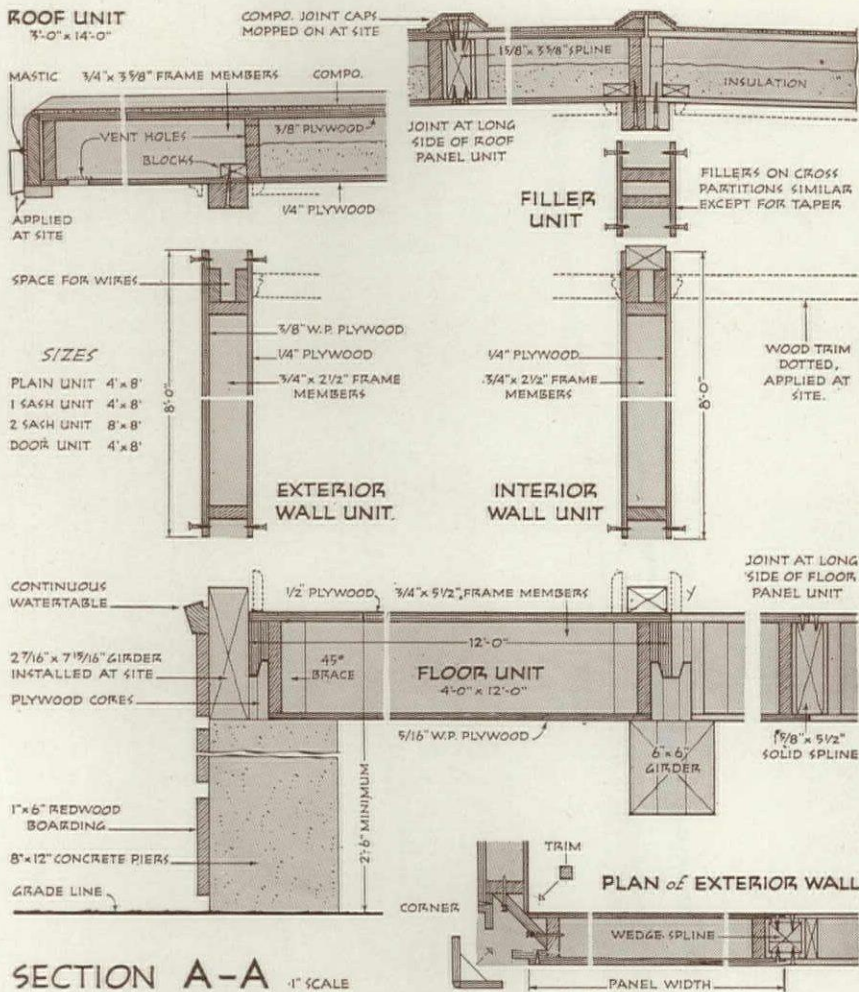 ROOF UNIT
3'-0" x 14'-0"
COMPO. JOINT CAPS
MOPPED ON AT SITE
1 5/8" x 3 5/8" SPLINE
MASTIC
3/4" x 3 5/8" FRAME MEMBERS
COMPO.
INSULATION
3/8" PLYWOOD
VENT HOLES
BLOCKS
JOINT AT LONG
SIDE OF ROOF
PANEL UNIT
APPLIED
AT SITE
1/4" PLYWOOD
FILLER
UNIT
FILLERS ON CROSS
PARTITIONS SIMILAR
EXCEPT FOR TAPER
SPACE FOR WIRES
3/8" W.P. PLYWOOD
1/4" PLYWOOD
3/4" x 2 1/2" FRAME
MEMBERS
8'-0"
SIZES
PLAIN UNIT 4' x 8'
1 SASH UNIT 4' x 8'
2 SASH UNIT 8' x 8'
DOOR UNIT 4' x 8'
EXTERIOR
WALL UNIT.
1/4" PLYWOOD
3/4" x 2 1/2" FRAME
MEMBERS
8'-0"
WOOD TRIM
DOTTED,
APPLIED AT
SITE.
INTERIOR
WALL UNIT
CONTINUOUS
WATERTABLE
1/2" PLYWOOD
3/4" x 5 1/2" FRAME MEMBERS
Y
JOINT AT LONG
SIDE OF FLOOR
PANEL UNIT
2 7/16" x 7 15/16" GIRDER
INSTALLED AT SITE
12'-0"
45°
BRACE
FLOOR UNIT
4'-0" x 12'-0"
PLYWOOD CORES
5/16" W.P. PLYWOOD
6" x 6"
GIRDER
1 5/8" x 5 1/2"
SOLID SPLINE
1" x 6" REDWOOD
BOARDING
2'-6" MINIMUM
8" x 12" CONCRETE PIERS
GRADE LINE
TRIM
PLAN of EXTERIOR WALL
CORNER
WEDGE SPLINE
PANEL WIDTH
SECTION A-A 1" SCALE